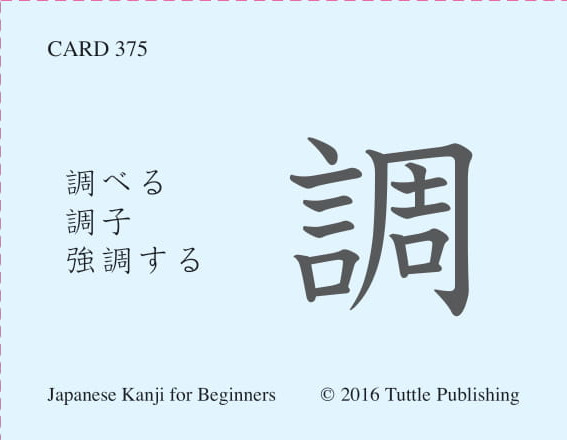 CARD 375
調べる
調子
強調する
調
Japanese Kanji for Beginners © 2016 Tuttle Publishing